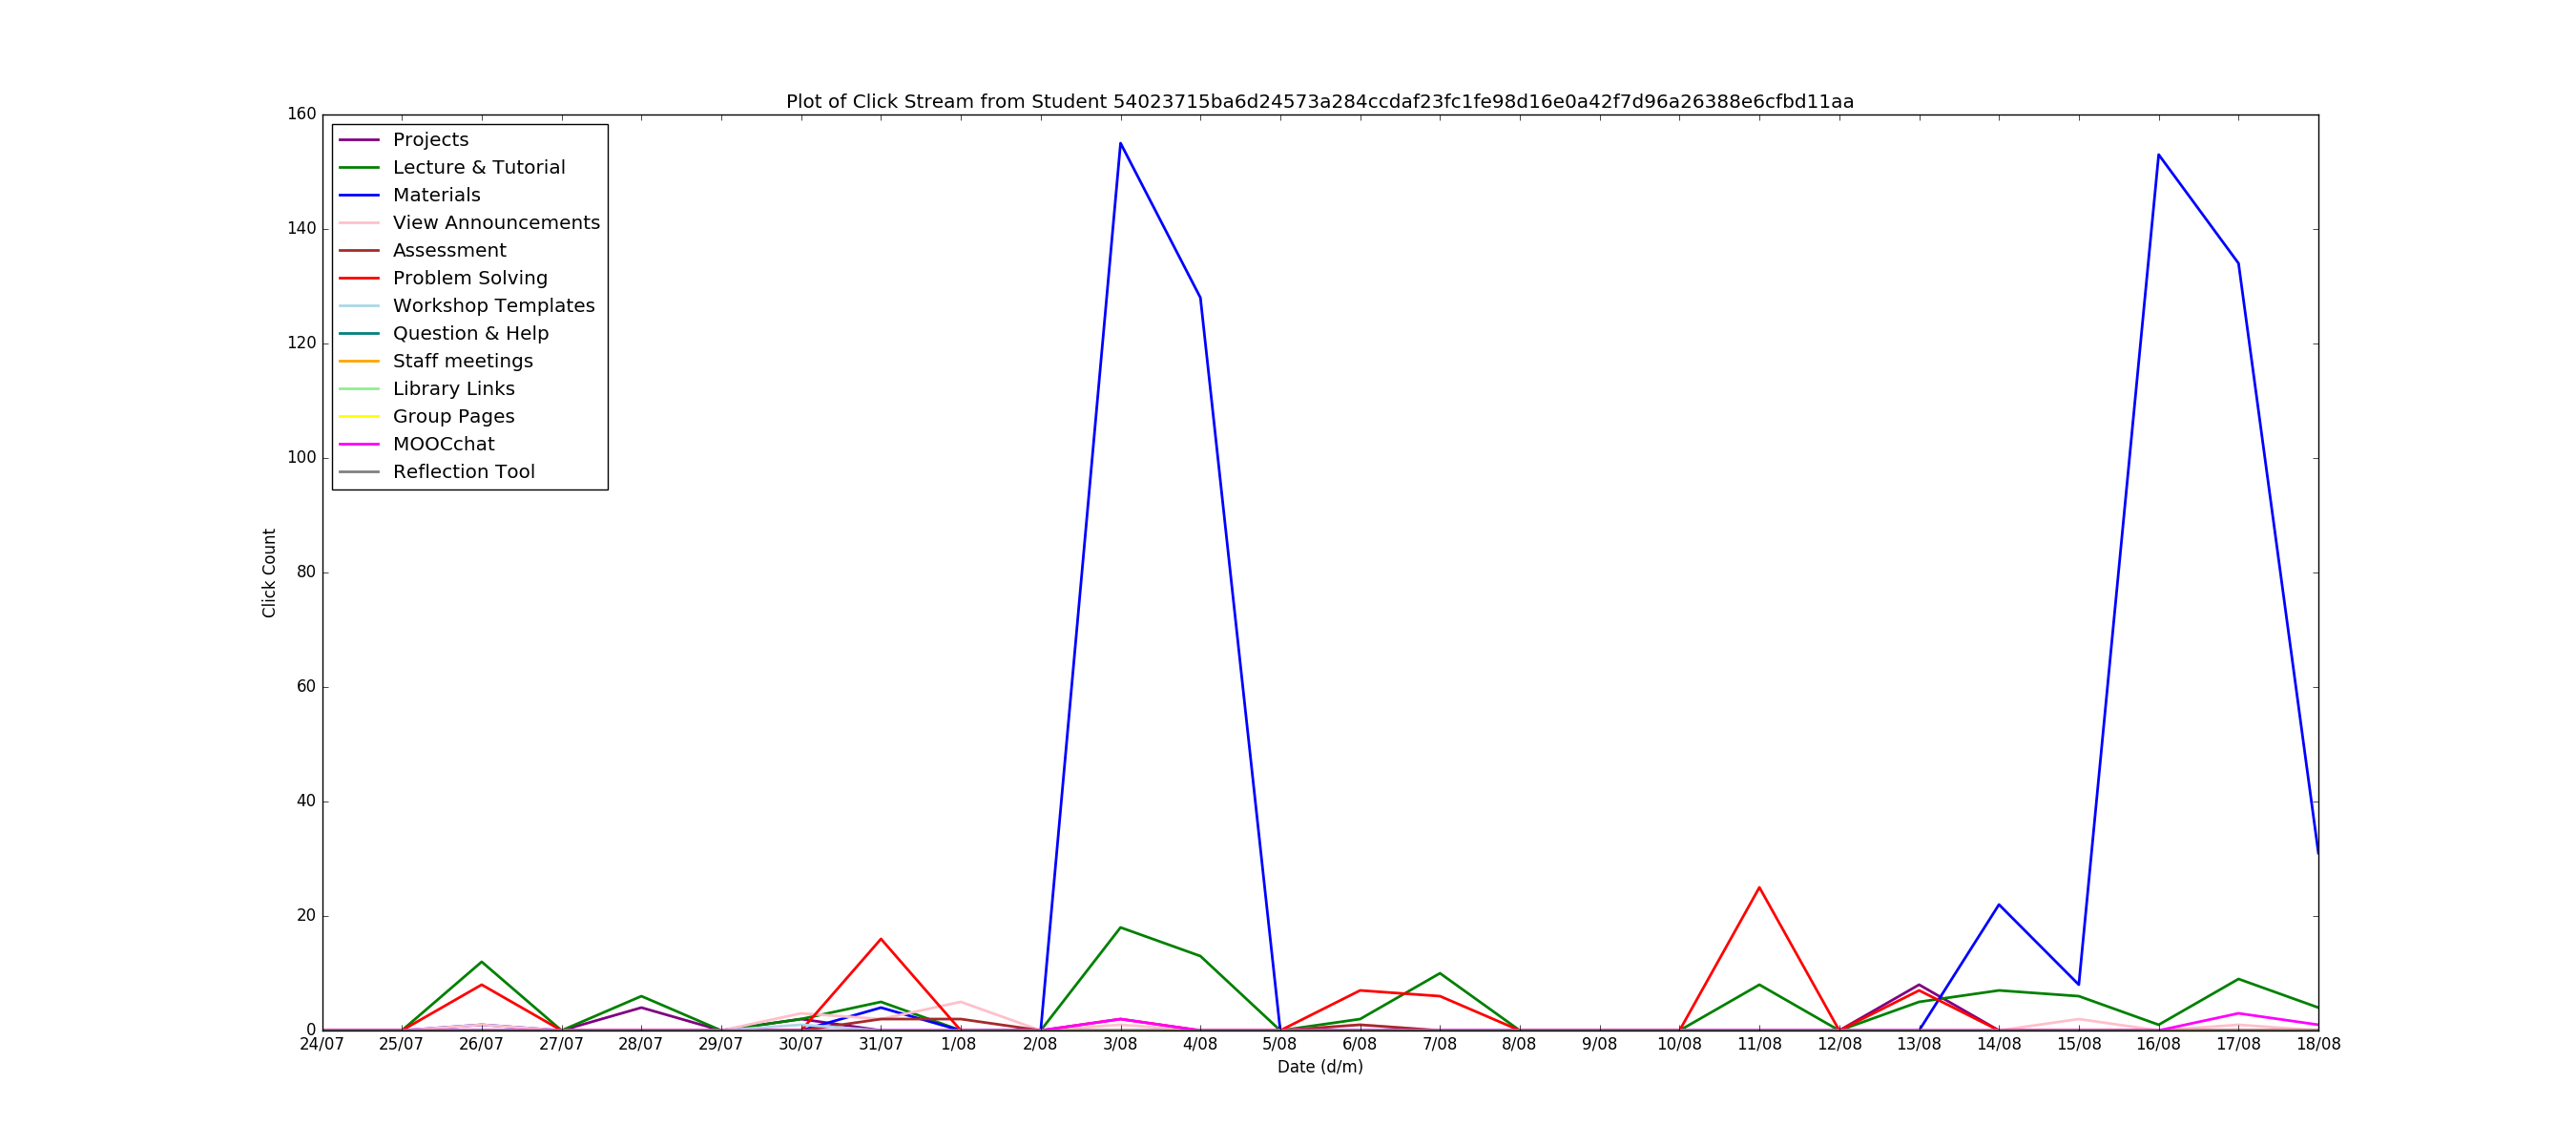 Plot of Click Stream from Student 54023715ba6d24573a284ccdaf23fc1fe98d16e0a42f7d96a26388e6cfbd11aa
160
140
120
100
80
60
40
20
0
Click Count
Projects
Lecture & Tutorial
Materials
View Announcements
Assessment
Problem Solving
Workshop Templates
Question & Help
Staff meetings
Library Links
Group Pages
MOOCchat
Reflection Tool
24/07 25/07 26/07 27/07 28/07 29/07 30/07 31/07 1/08 2/08 3/08 4/08 5/08 6/08 7/08 8/08 9/08 10/08 11/08 12/08 13/08 14/08 15/08 16/08 17/08 18/08
Date (d/m)